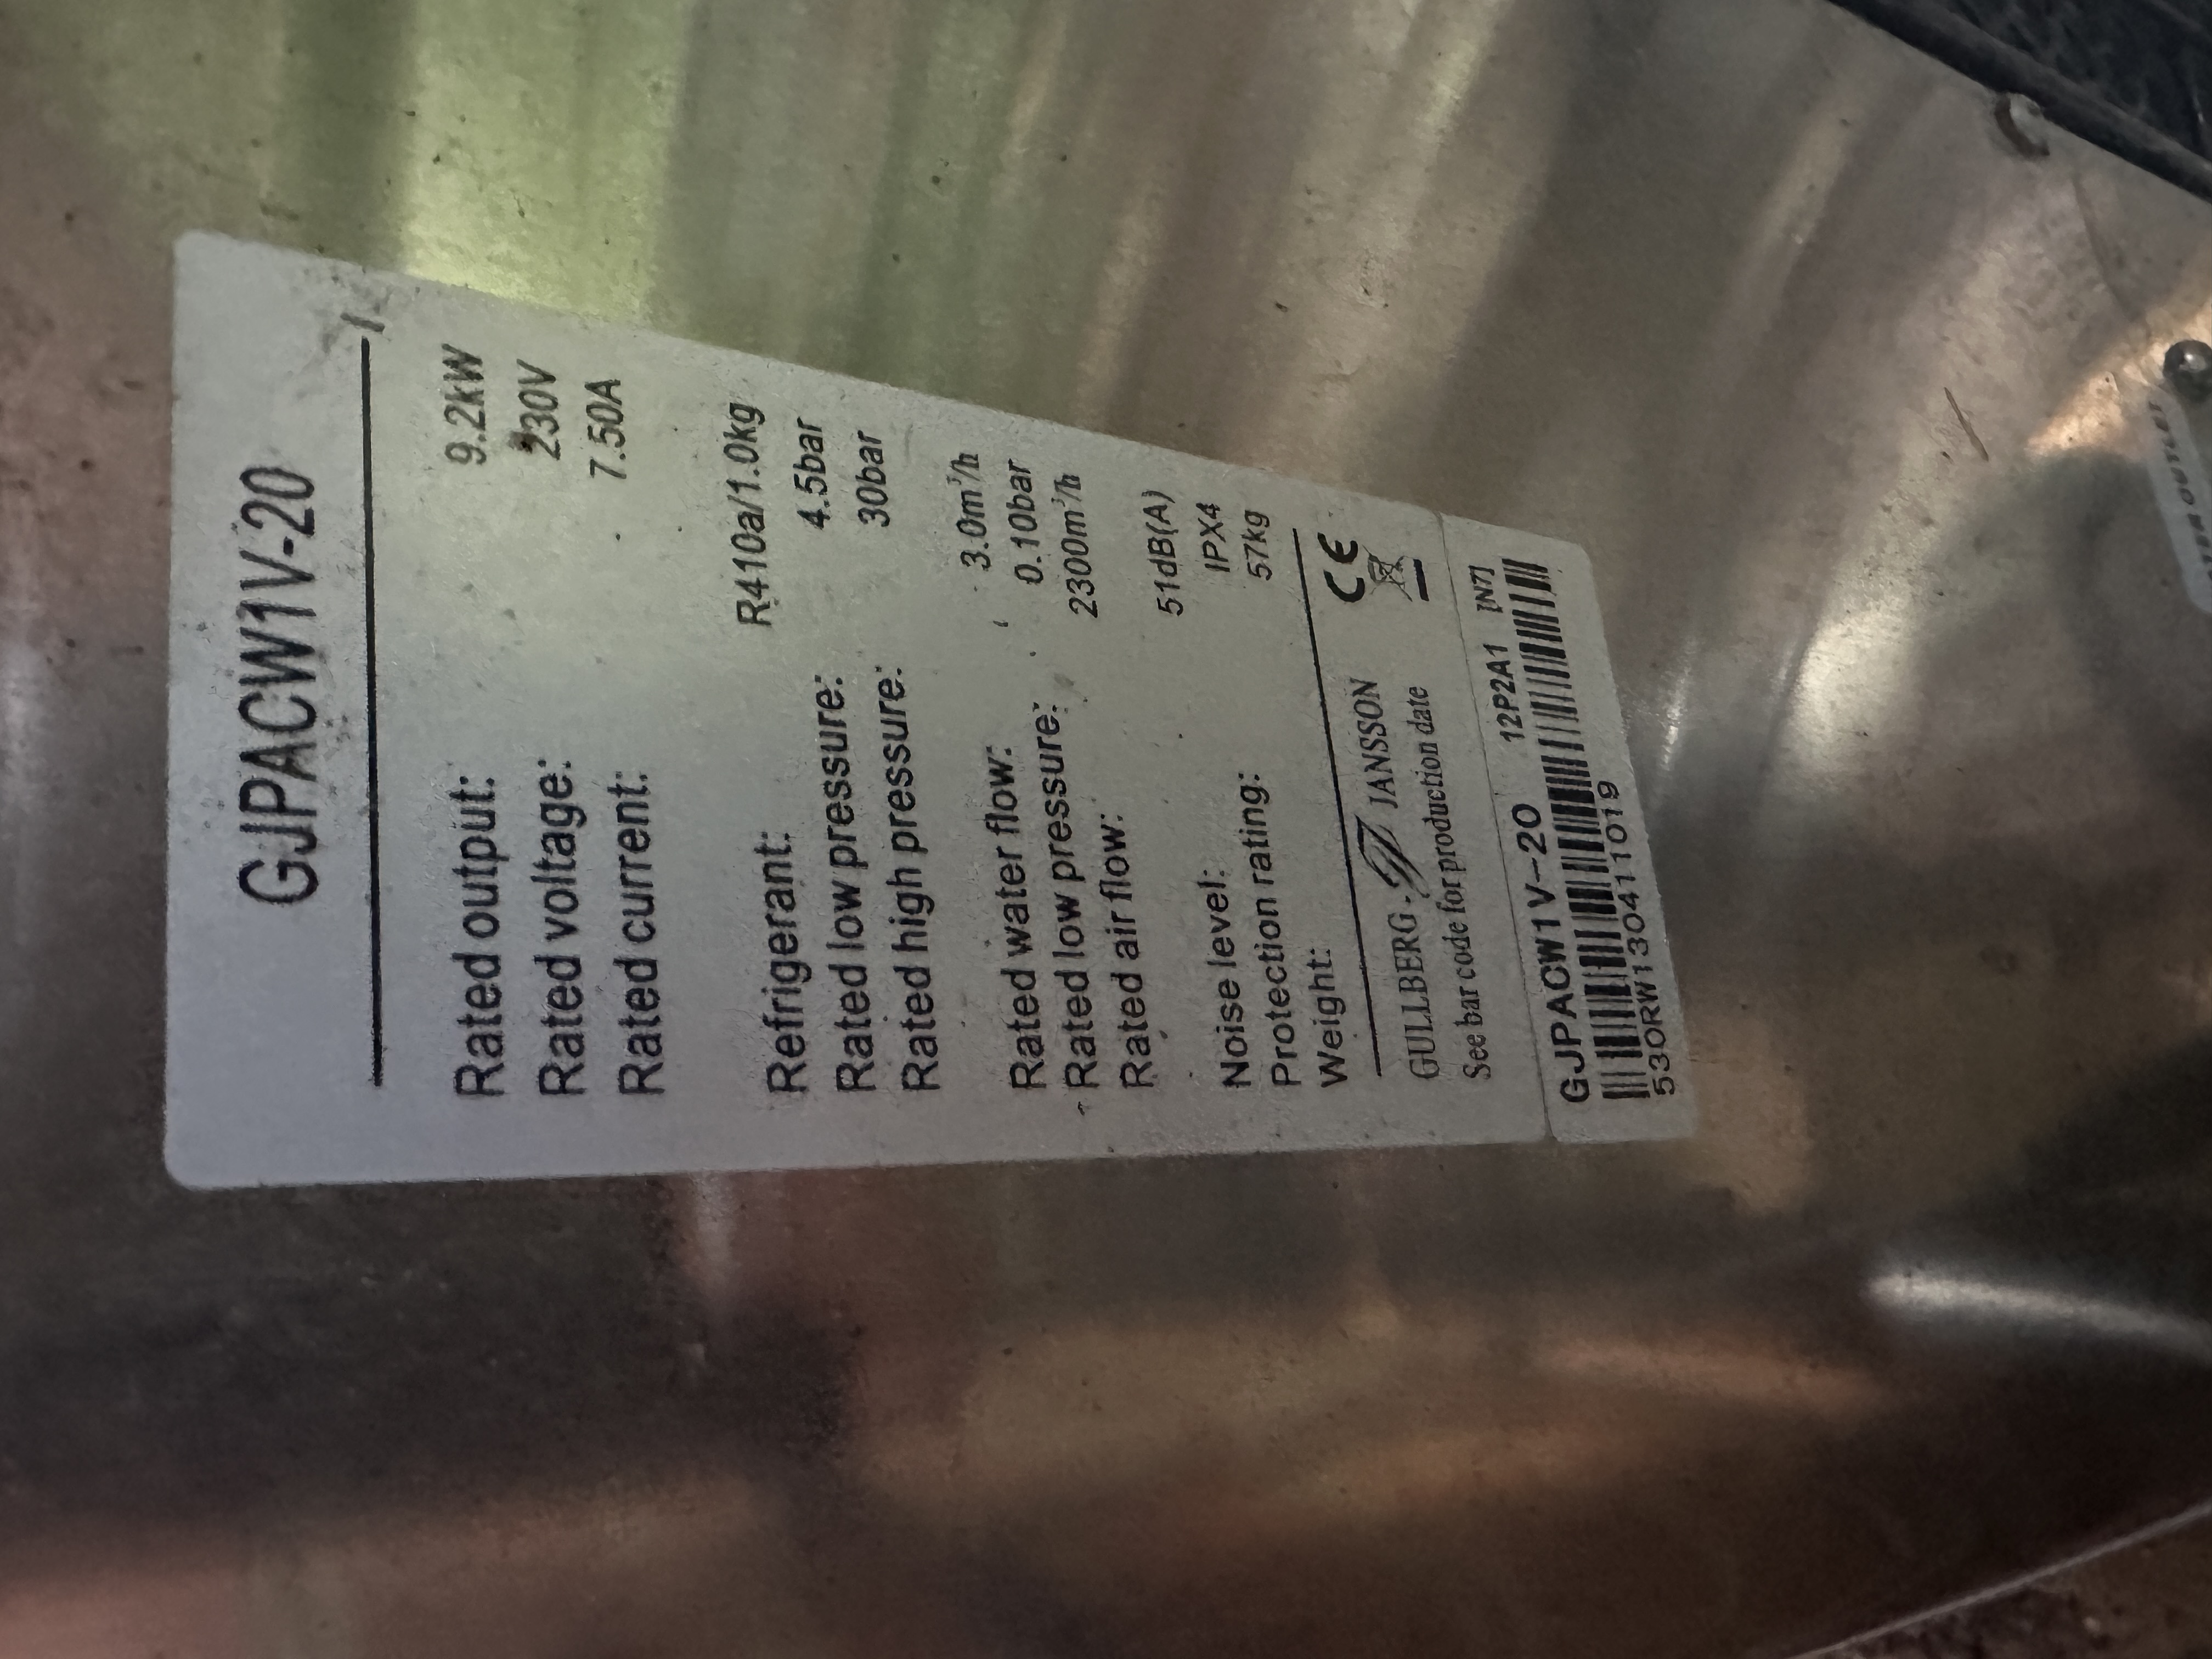 GJPACW1V-20
Rated output: 9.2kW
Rated voltage: 230V
Rated current: 7.50A
Refrigerant: R410a/1.0kg
Rated low pressure: 4.5bar
Rated high pressure: 30bar
Rated water flow: 3.0m³/h
Rated low pressure: 0.10bar
Rated air flow: 2300m³/h
Noise level: 51dB(A)
Protection rating: IPX4
Weight: 57kg
GULLBERG & JANSSON CE
See bar code for production date
GJPACW1V-20 12P2A1 [N7]
530RW13041101 9
OUTLET